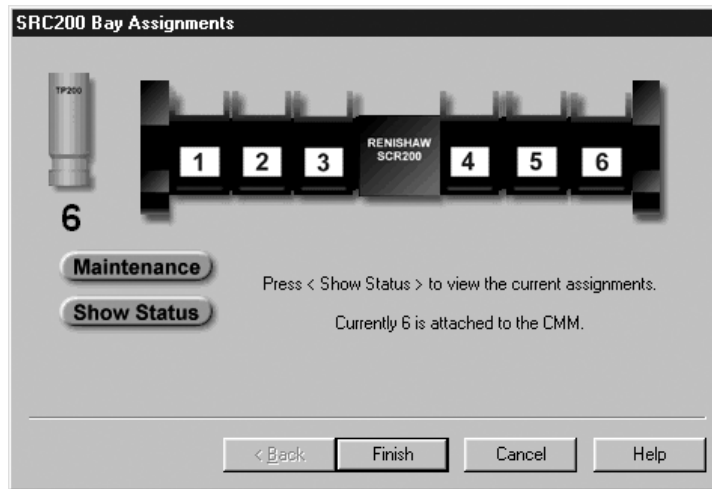 SRC200 Bay Assignments
TP200
6
1 2 3 RENISHAW SCR200 4 5 6
Maintenance
Show Status
Press < Show Status > to view the current assignments.
Currently 6 is attached to the CMM.
< Back Finish Cancel Help